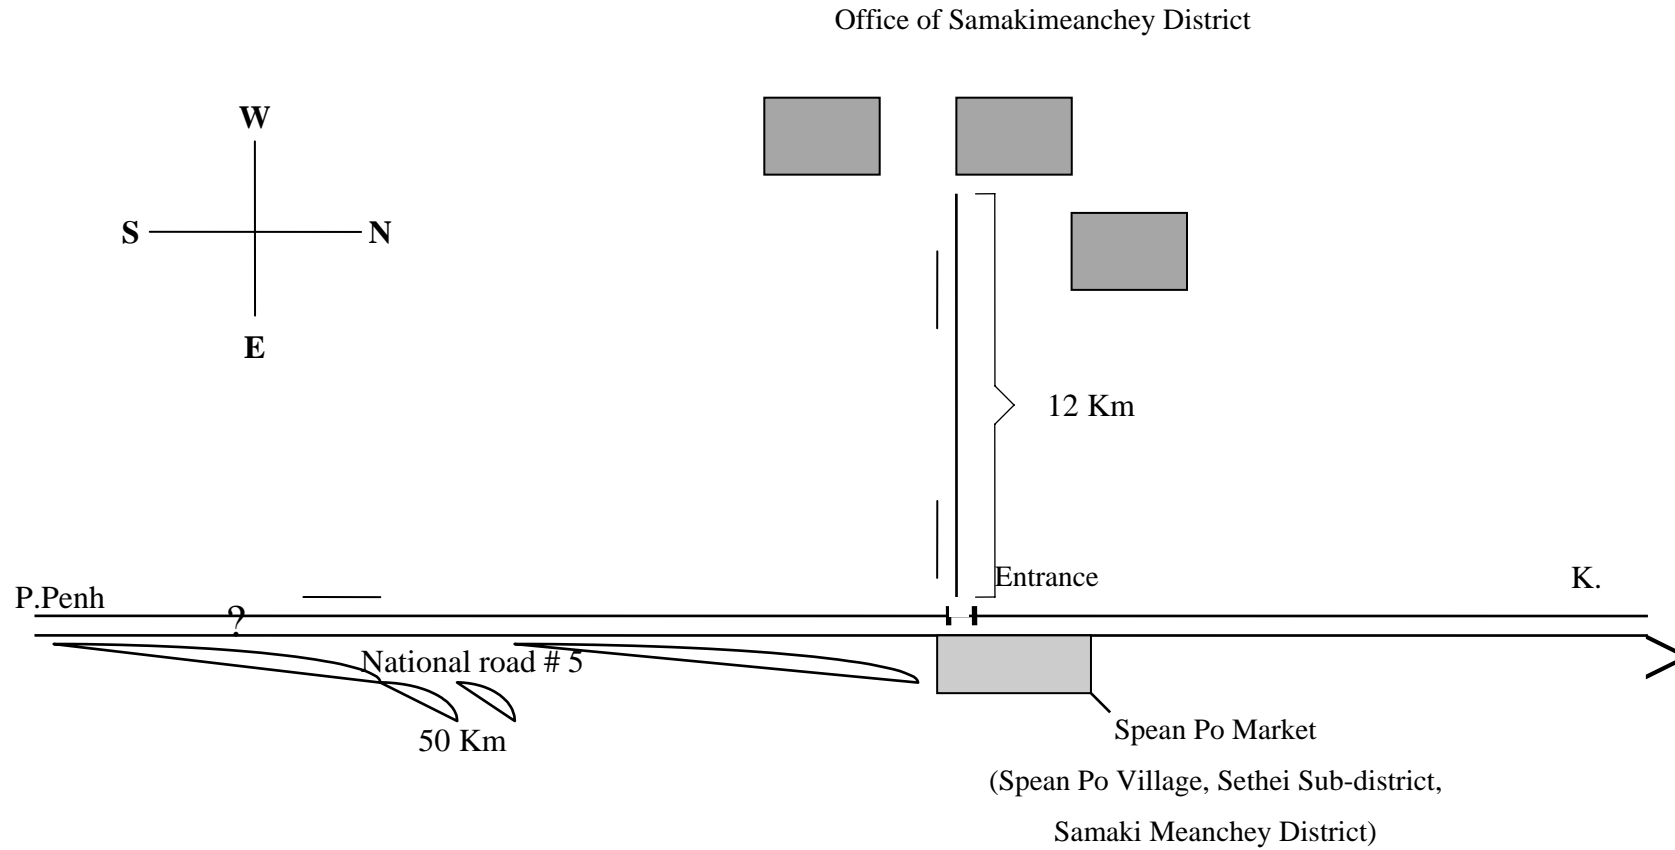 Office of Samakimeanchey District
W
S N
E
12 Km
Entrance
K.
P.Penh
?
National road # 5
50 Km
Spean Po Market
(Spean Po Village, Sethei Sub-district,
Samaki Meanchey District)